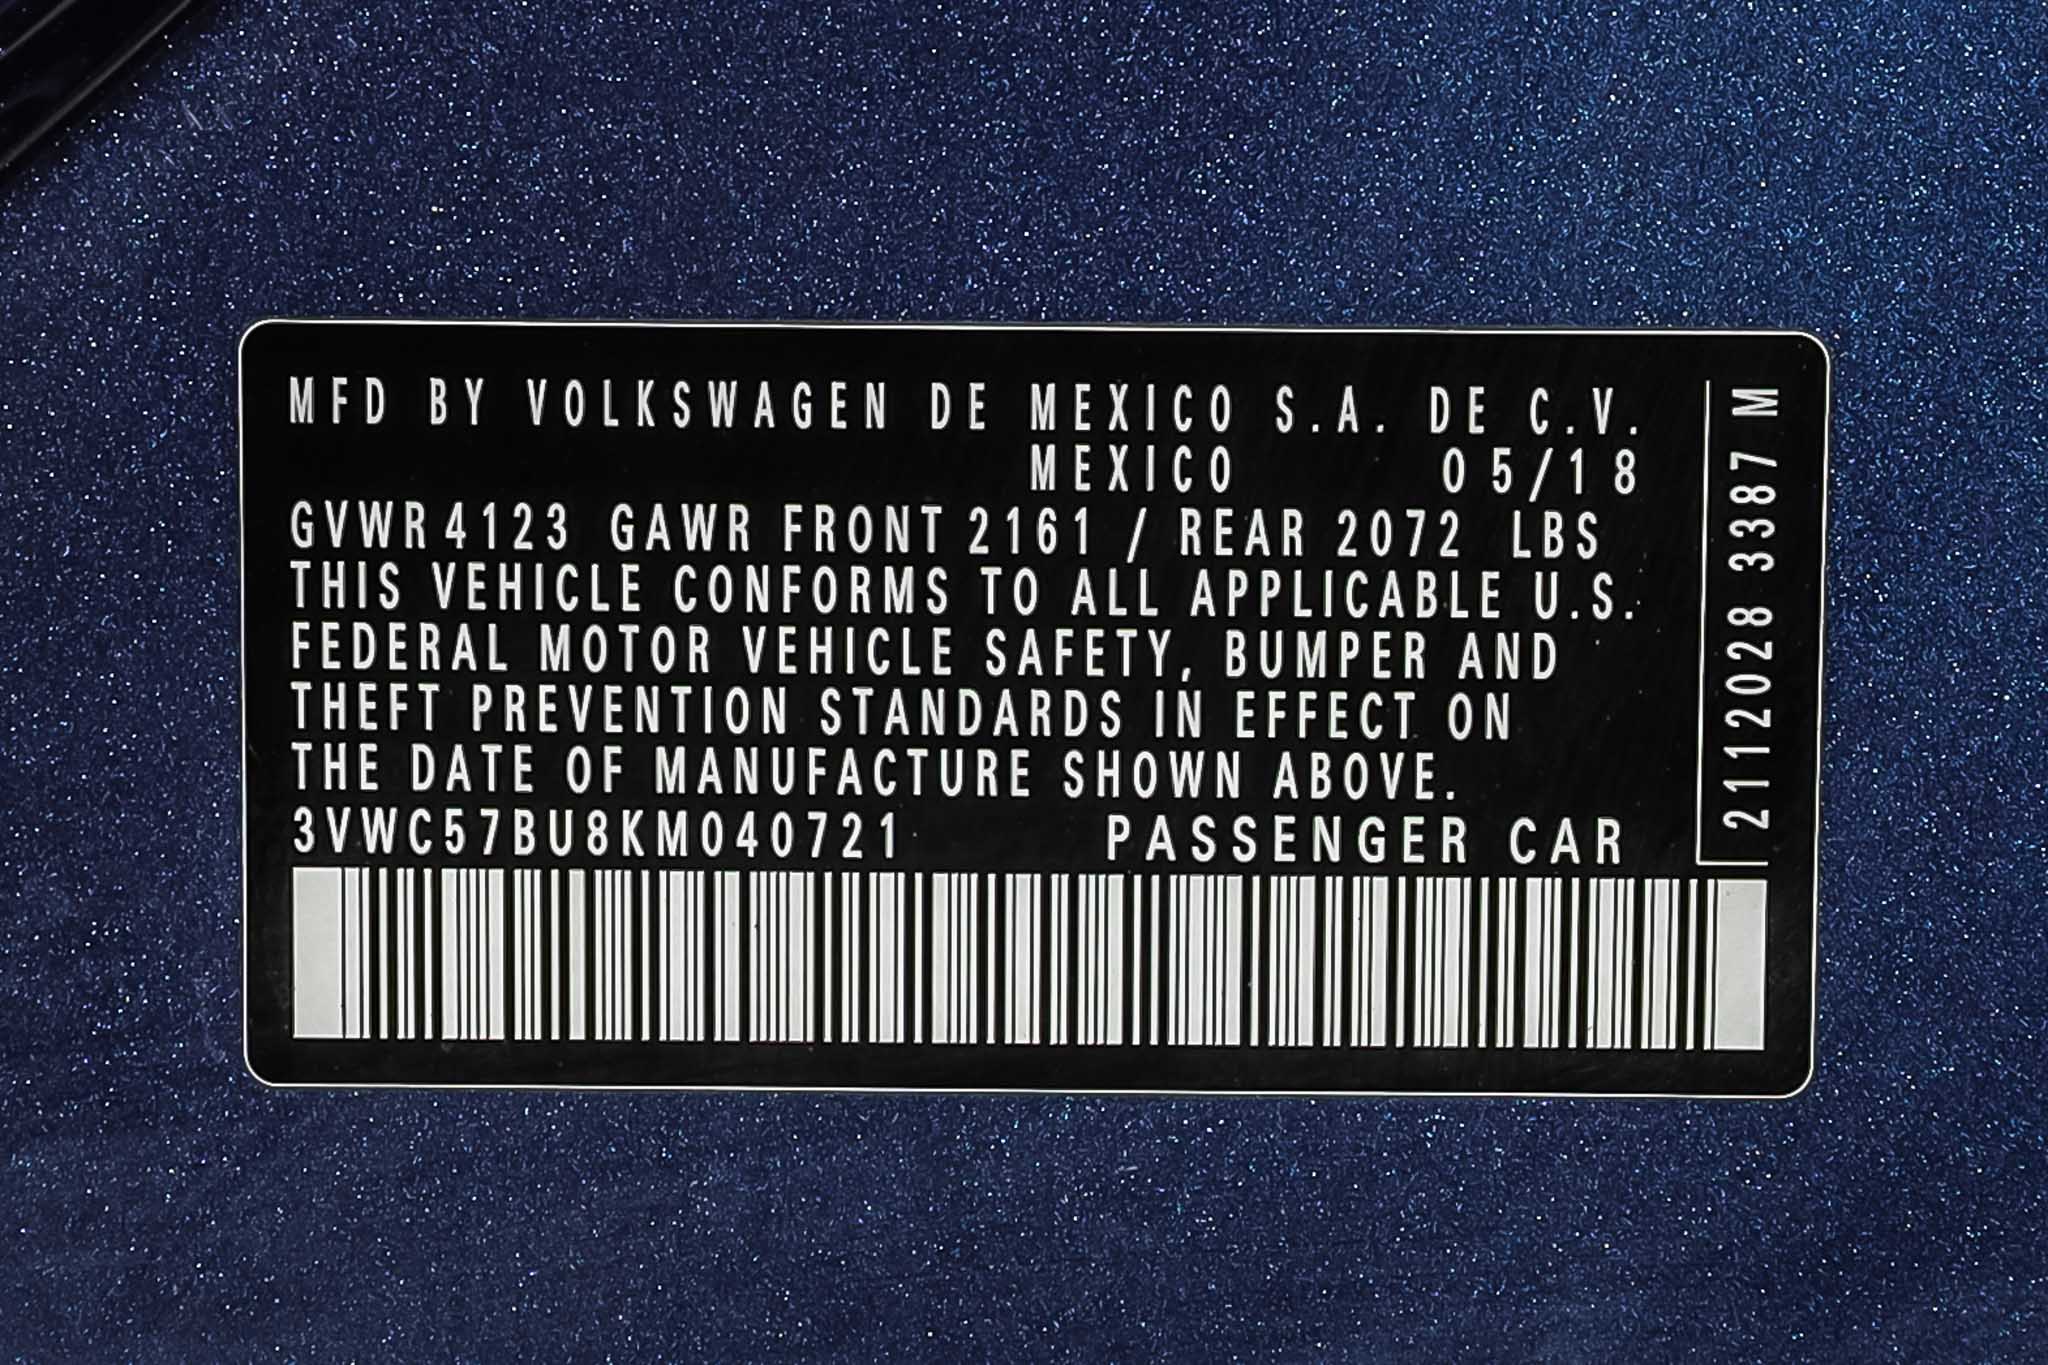 MFD BY VOLKSWAGEN DE MEXICO S.A. DE C.V.
MEXICO 05/18
GVWR 4123 GAWR FRONT 2161 / REAR 2072 LBS
THIS VEHICLE CONFORMS TO ALL APPLICABLE U.S.
FEDERAL MOTOR VEHICLE SAFETY, BUMPER AND
THEFT PREVENTION STANDARDS IN EFFECT ON
THE DATE OF MANUFACTURE SHOWN ABOVE.
3VWC57BU8KM040721 PASSENGER CAR
2112028 3387 M